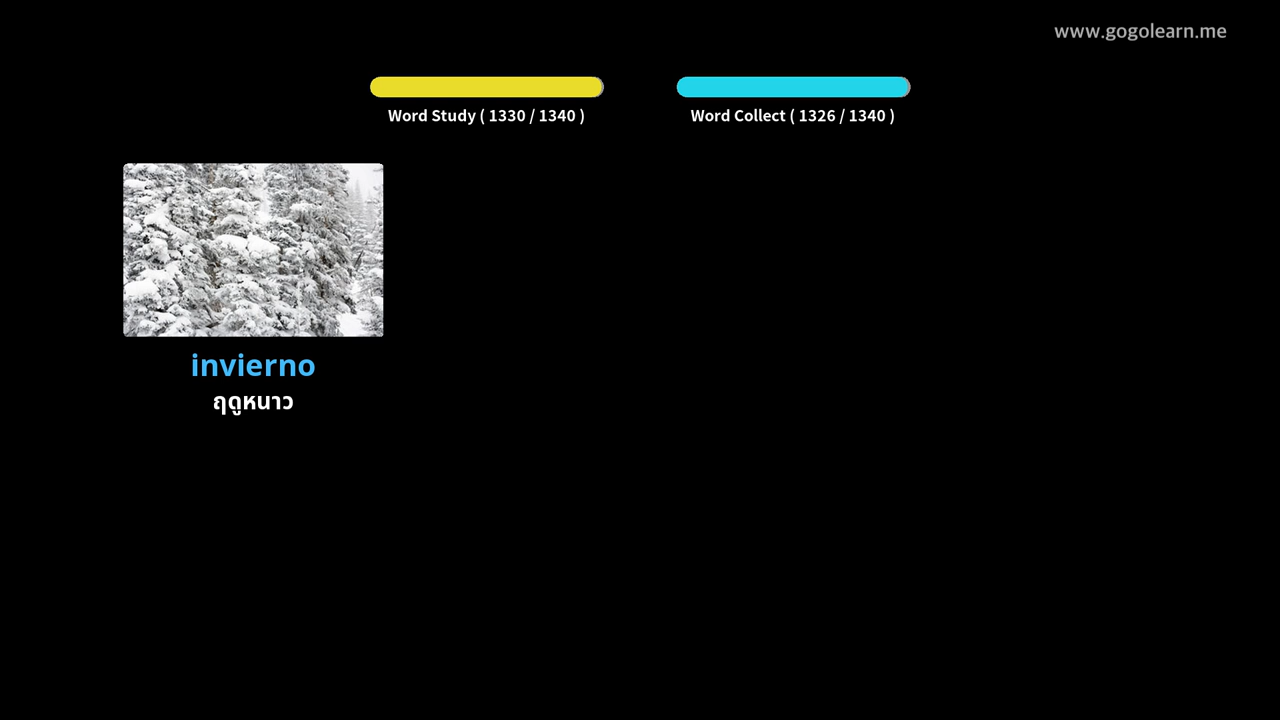 www.gogolearn.me
Word Study ( 1330 / 1340 )
Word Collect ( 1326 / 1340 )
invierno
ฤดูหนาว